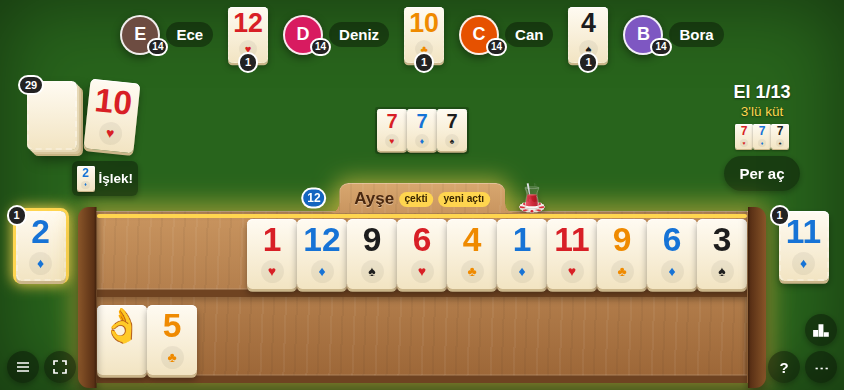 E 14 Ece
12 1
D 14 Deniz
10 1
C 14 Can
4 1
B 14 Bora
29
10
7 7 7
El 1/13
3'lü küt
7 7 7
Per aç
2 İşlek!
12 Ayşe çekti yeni açtı
1 2
1 12 9 6 4 1 11 9 6 3
1 11
5
?